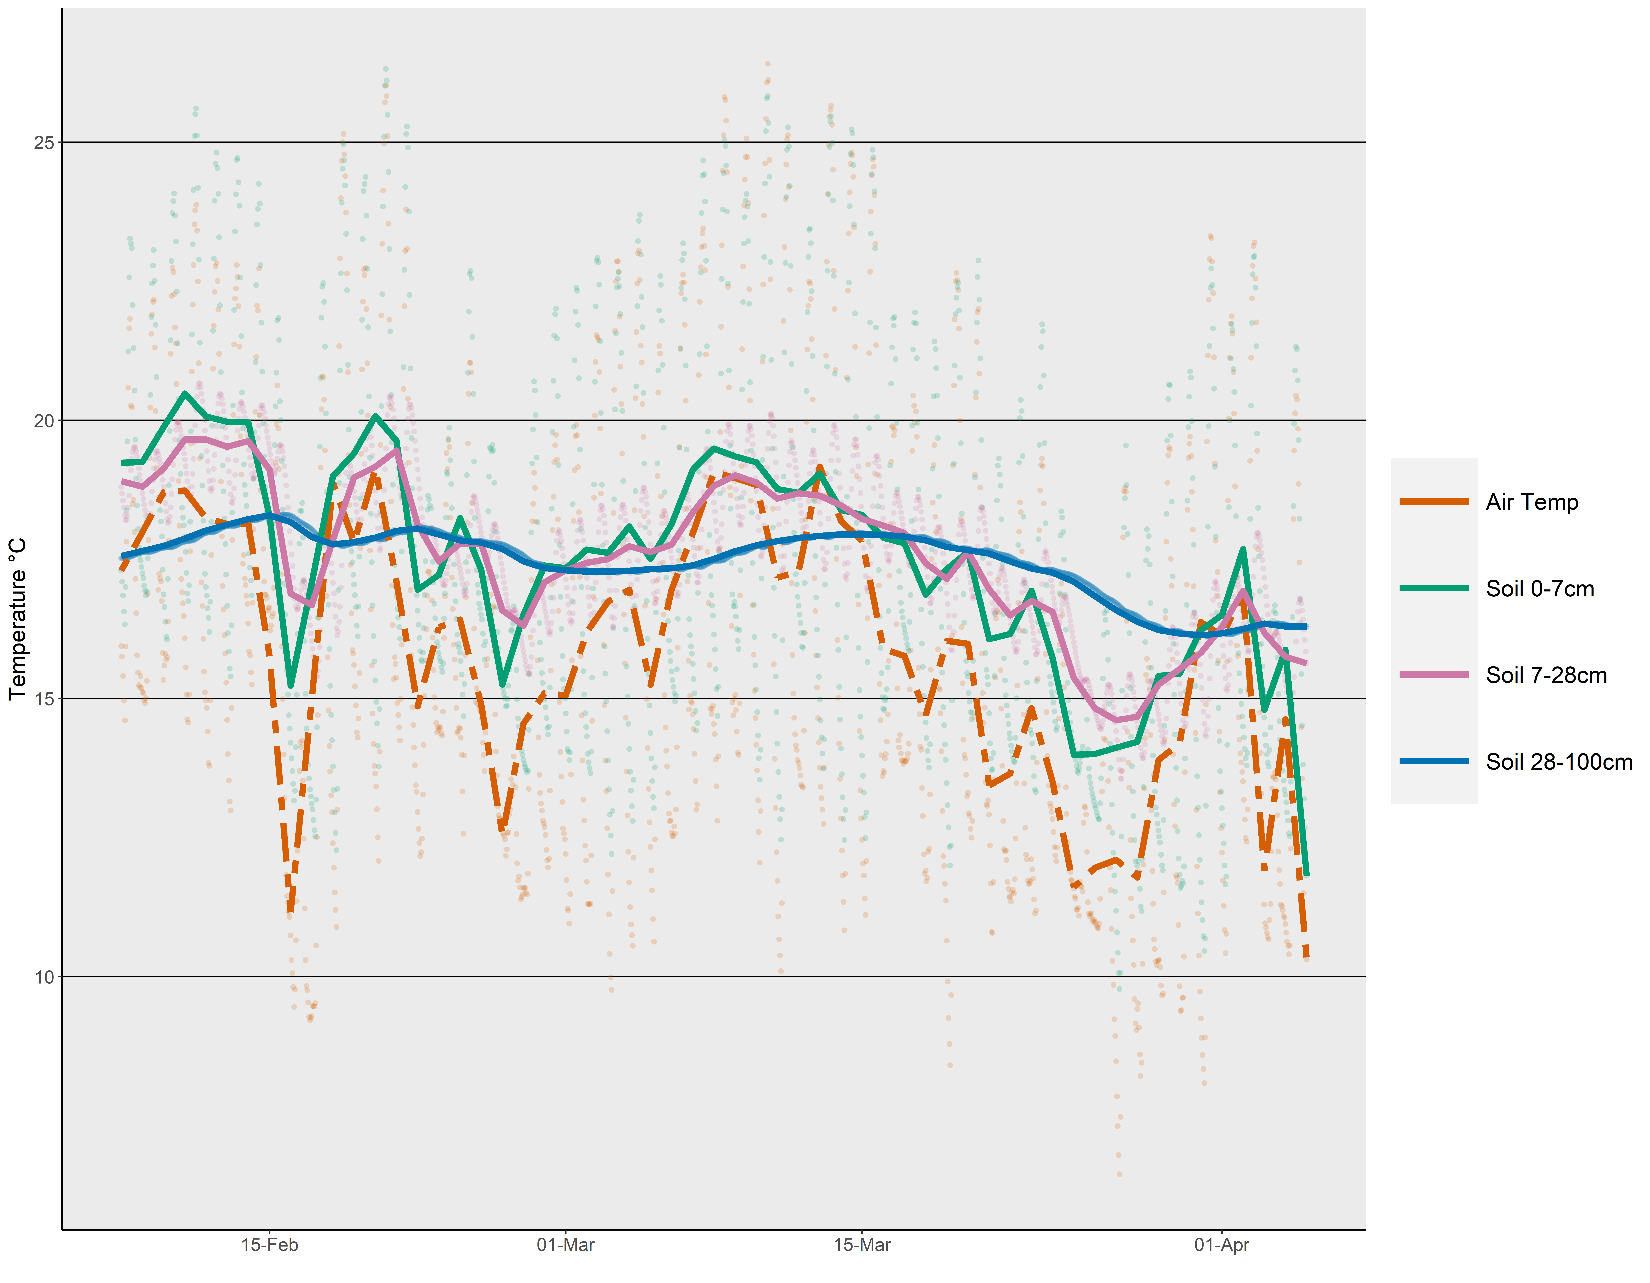 Temperature °C
25
20
15
10
15-Feb
01-Mar
15-Mar
01-Apr
Air Temp
Soil 0-7cm
Soil 7-28cm
Soil 28-100cm